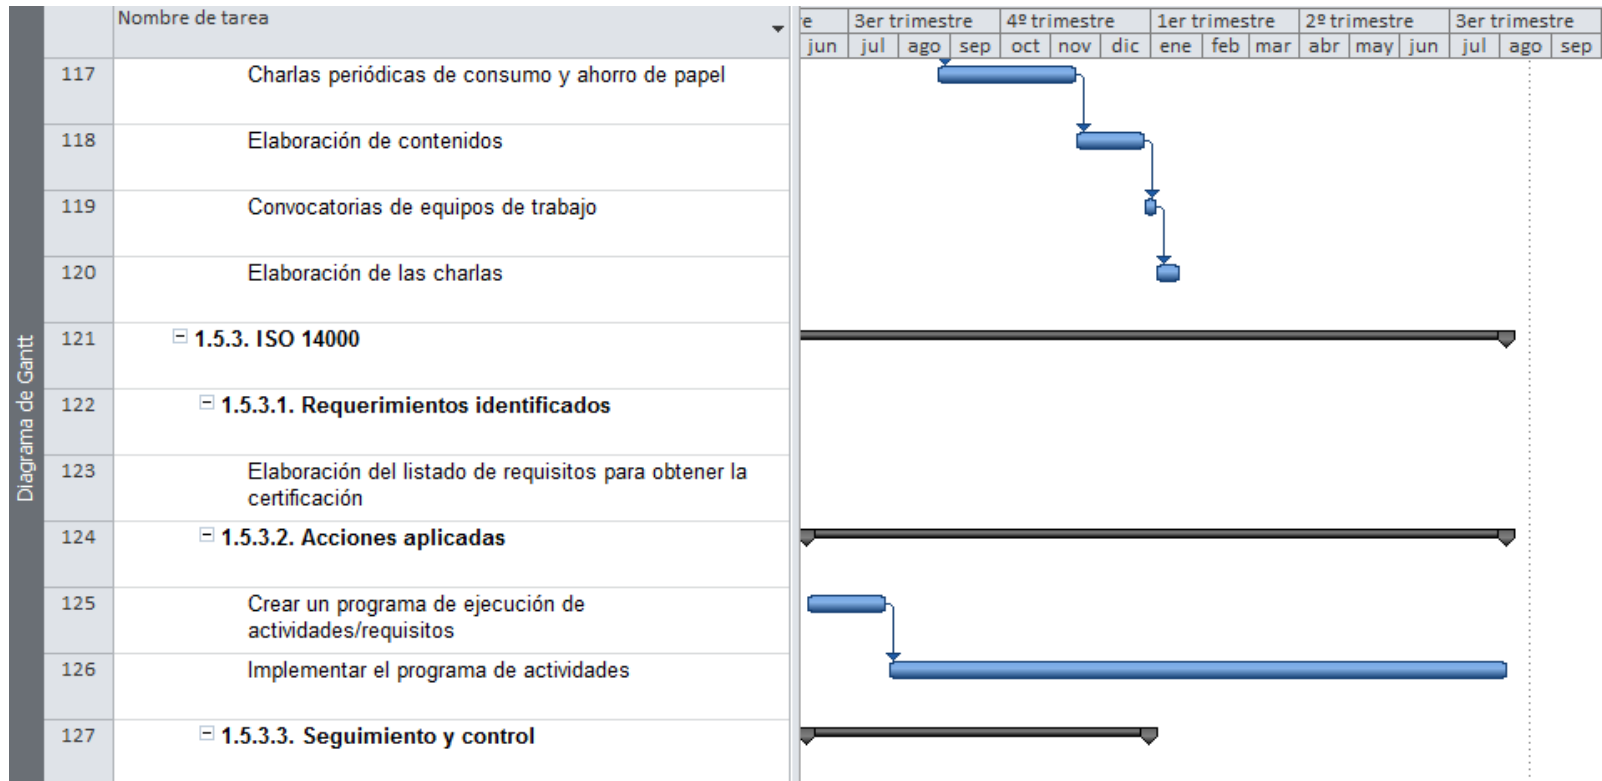 Nombre de tarea
re 3er trimestre 4º trimestre 1er trimestre 2º trimestre 3er trimestre
jun jul ago sep oct nov dic ene feb mar abr may jun jul ago sep
Diagrama de Gantt
117 Charlas periódicas de consumo y ahorro de papel
118 Elaboración de contenidos
119 Convocatorias de equipos de trabajo
120 Elaboración de las charlas
121 1.5.3. ISO 14000
122 1.5.3.1. Requerimientos identificados
123 Elaboración del listado de requisitos para obtener la
certificación
124 1.5.3.2. Acciones aplicadas
125 Crear un programa de ejecución de
actividades/requisitos
126 Implementar el programa de actividades
127 1.5.3.3. Seguimiento y control